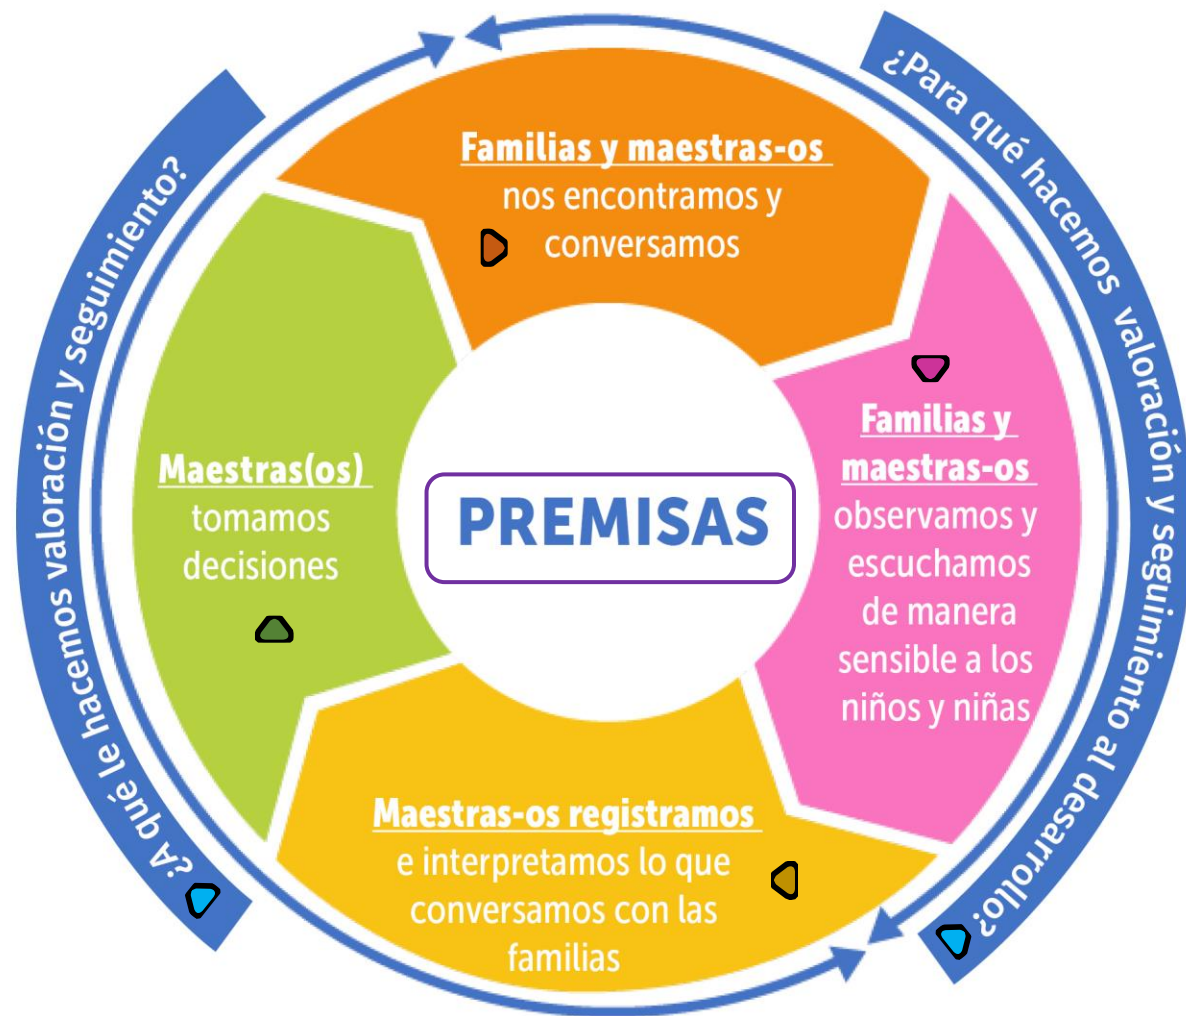 ¿A qué le hacemos valoración y seguimiento?
¿Para qué hacemos valoración y seguimiento al desarrollo?
Familias y maestras-os
nos encontramos y
conversamos
Familias y
maestras-os
observamos y
escuchamos
de manera
sensible a los
niños y niñas
Maestras-os registramos
e interpretamos lo que
conversamos con las
familias
Maestras(os)
tomamos
decisiones
PREMISAS